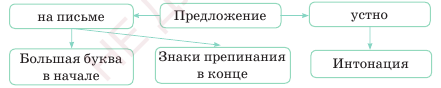 на письме
Предложение
устно
Большая буква
в начале
Знаки препинания
в конце
Интонация